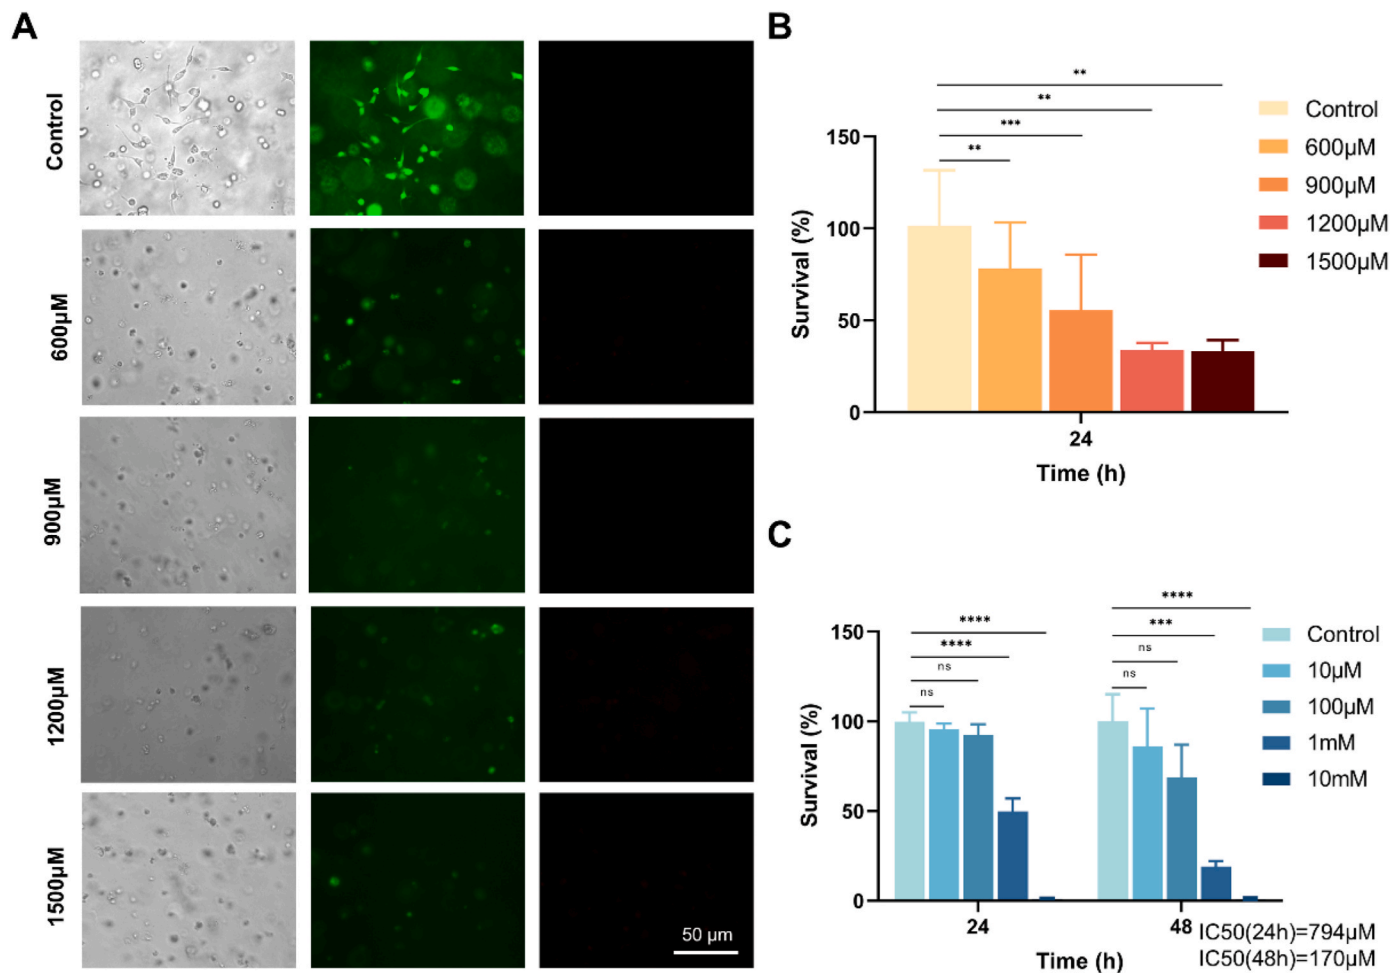 A
Control
600μM
900μM
1200μM
1500μM
50 μm
B
**
**
***
**
150
100
50
0
Survival (%)
24
Time (h)
Control
600μM
900μM
1200μM
1500μM
C
****
****
ns
ns
****
***
ns
ns
150
100
50
0
Survival (%)
24
48
Time (h)
Control
10μM
100μM
1mM
10mM
IC50(24h)=794μM
IC50(48h)=170μM